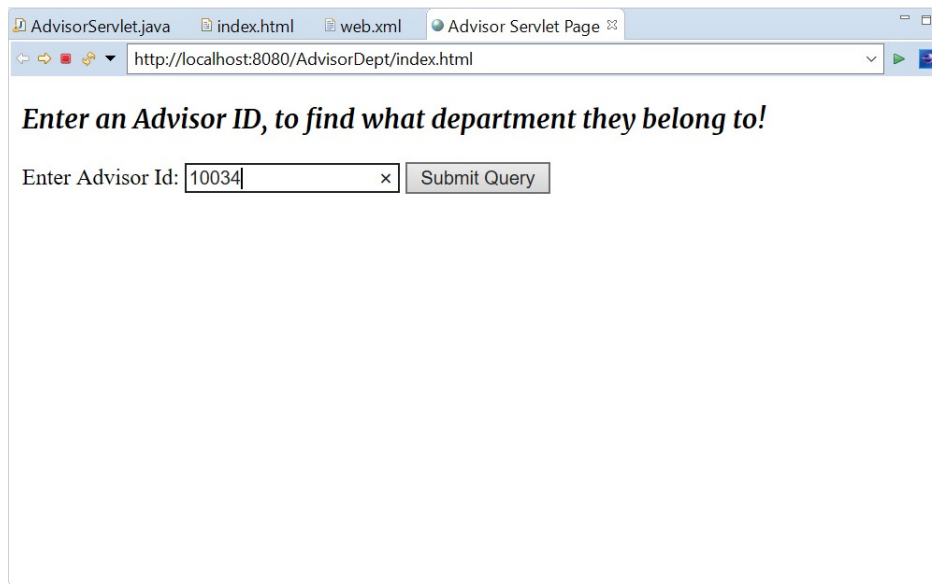 AdvisorServlet.java index.html web.xml Advisor Servlet Page
http://localhost:8080/AdvisorDept/index.html
Enter an Advisor ID, to find what department they belong to!
Enter Advisor Id: 10034 Submit Query